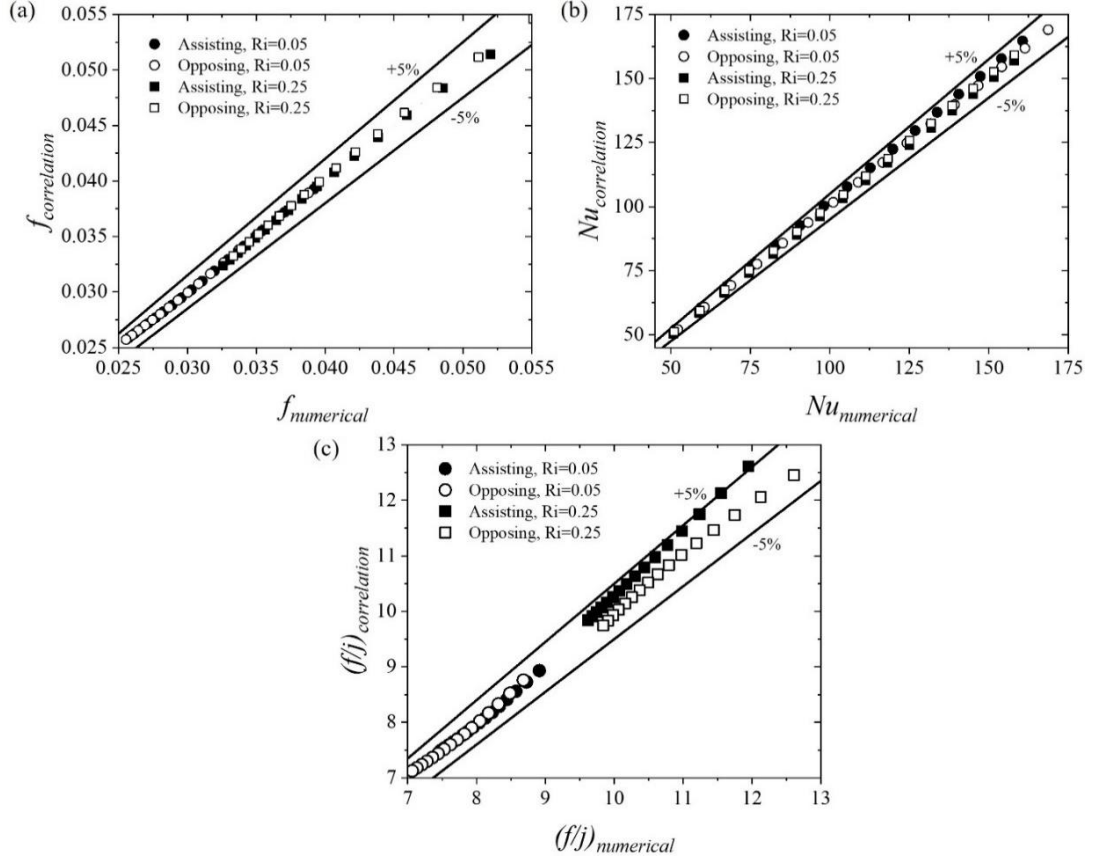 (a)
0.055
0.050
0.045
0.040
0.035
0.030
0.025
f_correlation
Assisting, Ri=0.05
Opposing, Ri=0.05
Assisting, Ri=0.25
Opposing, Ri=0.25
+5%
-5%
0.025 0.030 0.035 0.040 0.045 0.050 0.055
f_numerical
(b)
175
150
125
100
75
50
Nu_correlation
Assisting, Ri=0.05
Opposing, Ri=0.05
Assisting, Ri=0.25
Opposing, Ri=0.25
+5%
-5%
50 75 100 125 150 175
Nu_numerical
(c)
13
12
11
10
9
8
7
(f/j)_correlation
Assisting, Ri=0.05
Opposing, Ri=0.05
Assisting, Ri=0.25
Opposing, Ri=0.25
+5%
-5%
7 8 9 10 11 12 13
(f/j)_numerical